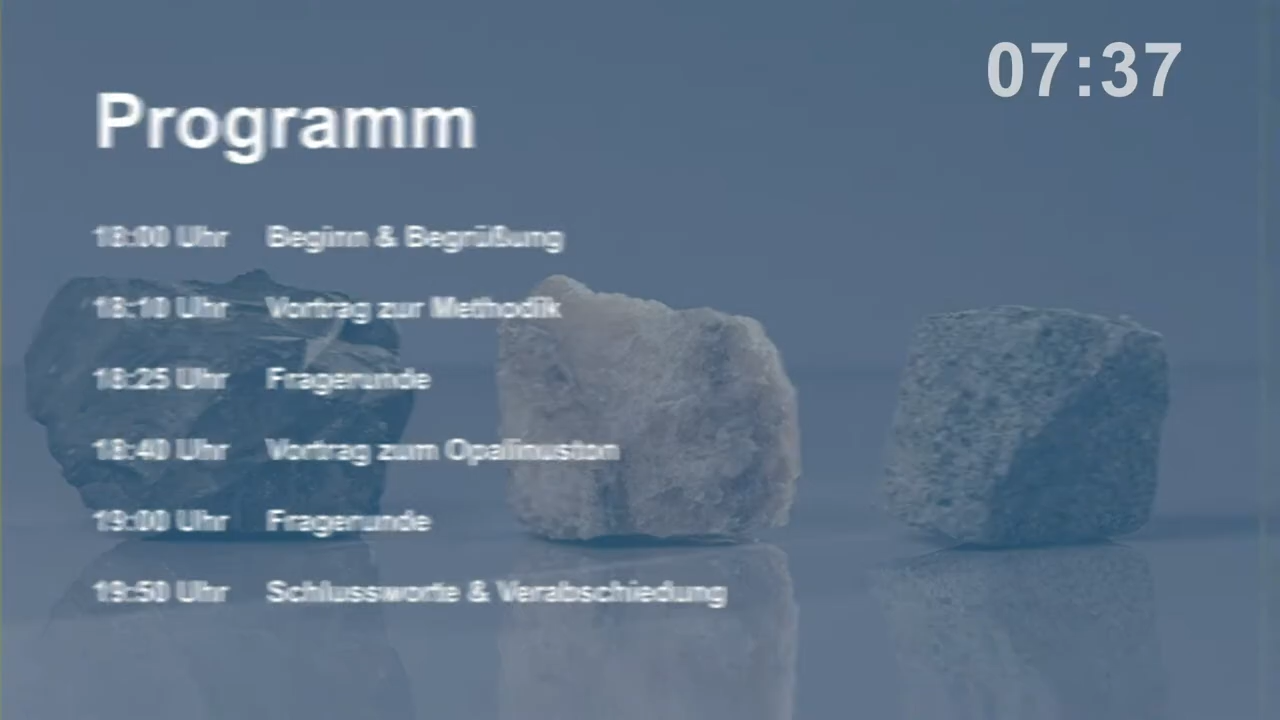 07:37
Programm
18:00 Uhr Beginn & Begrüßung
18:10 Uhr Vortrag zur Methodik
18:25 Uhr Fragerunde
18:40 Uhr Vortrag zum Opalinuston
19:00 Uhr Fragerunde
19:50 Uhr Schlussworte & Verabschiedung